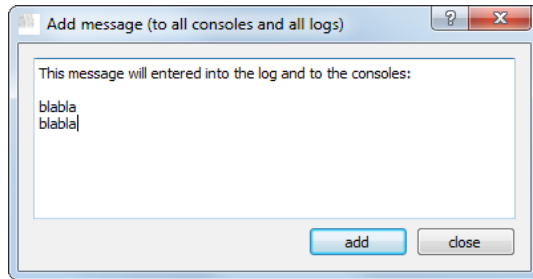 Add message (to all consoles and all logs)
?
X
This message will entered into the log and to the consoles:
blabla
blabla
add
close